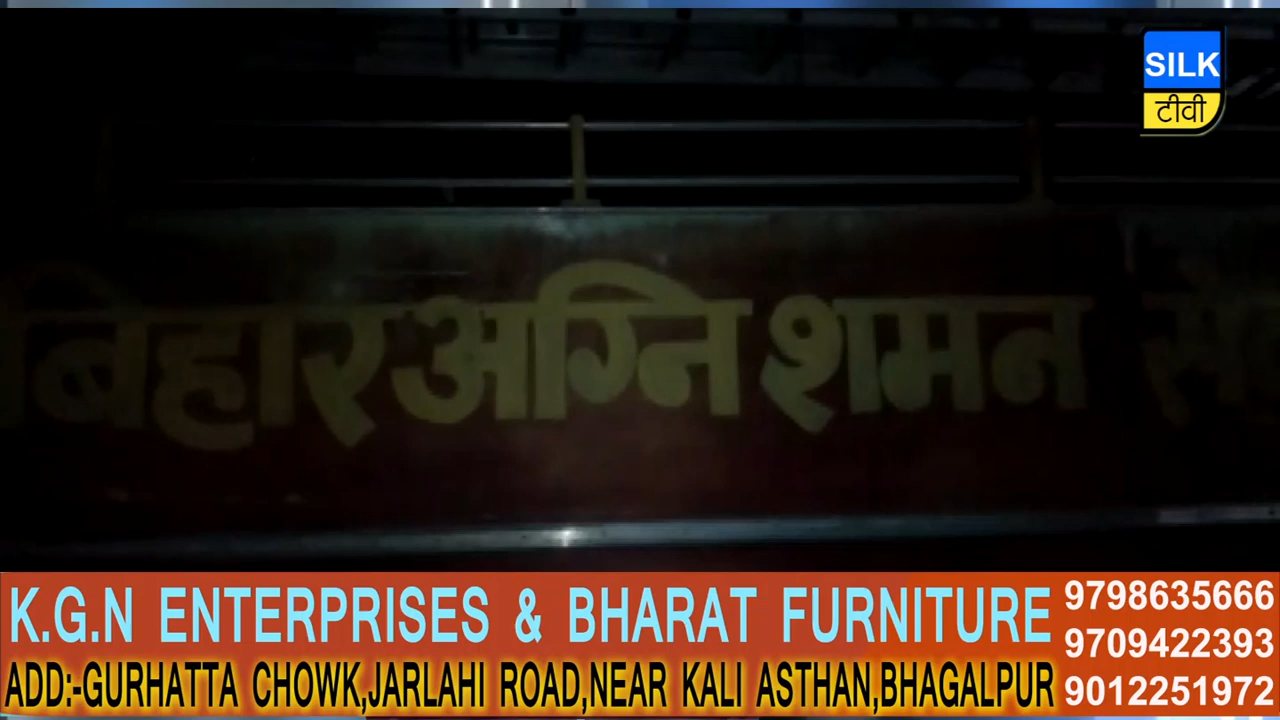 SILK
टीवी
बिहार अग्नि शमन
K.G.N ENTERPRISES & BHARAT FURNITURE
ADD:-GURHATTA CHOWK,JARLAHI ROAD,NEAR KALI ASTHAN,BHAGALPUR
9798635666
9709422393
9012251972